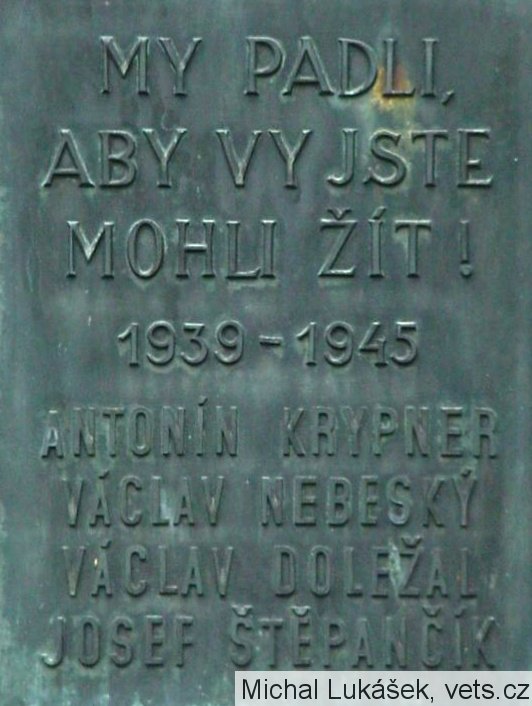 MY PADLI,
ABY VY JSTE
MOHLI ŽÍT!
1939-1945
ANTONÍN KRYPNER
VÁCLAV NEBESKÝ
VÁCLAV DOLEŽAL
JOSEF ŠTĚPANČÍK
Michal Lukášek, vets.cz